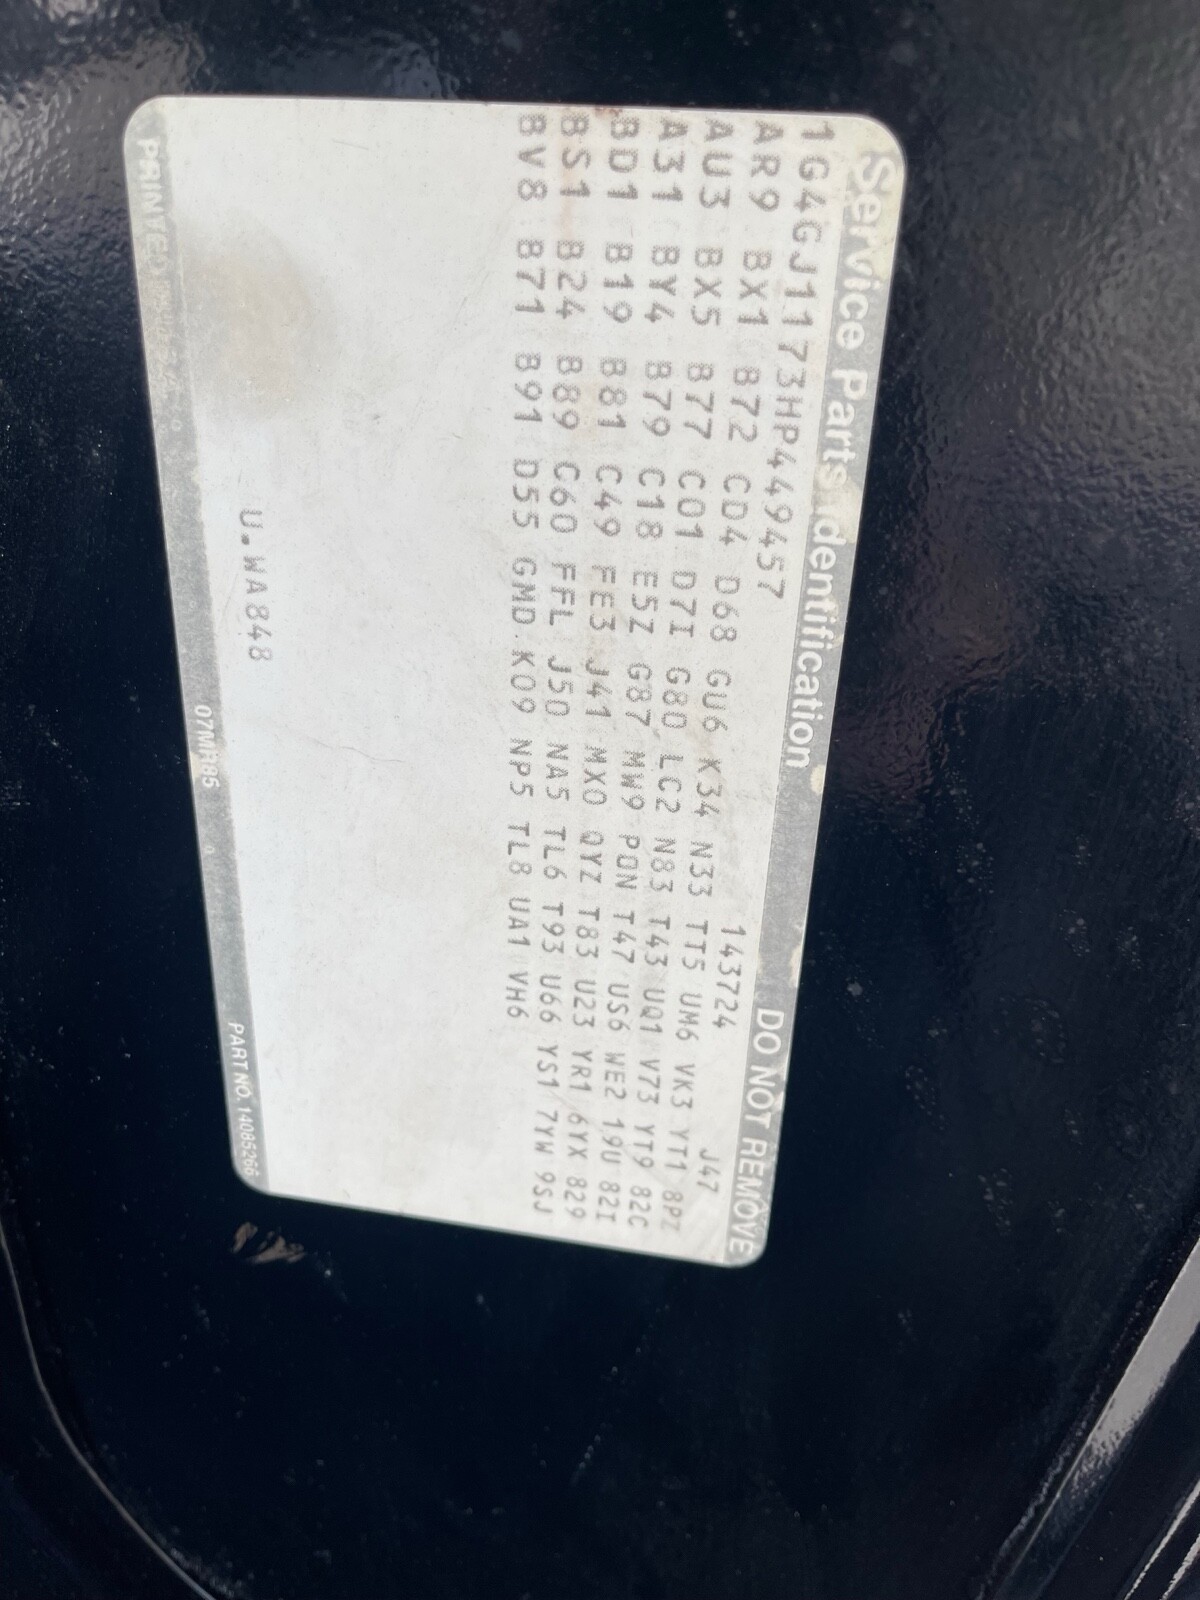 Service Parts Identification DO NOT REMOVE
1G4GJ1173HP449457 143724 J47
AR9 BX1 B72 CD4 D68 GU6 K34 N33 TT5 UM6 VK3 YT1 8PZ
AU3 BX5 B77 C01 D7I G80 LC2 N83 T43 UQ1 V73 YT9 82C
A31 BY4 B79 C18 E5Z G87 MW9 PQN T47 US6 WE2 19U 82I
BD1 B19 B81 C49 FE3 J41 MX0 QYZ T83 U23 YR1 6YX 829
BS1 B24 B89 C60 FFL J50 NA5 TL6 T93 U66 YS1 7YW 9SJ
BV8 B71 B91 D55 GMD K09 NP5 TL8 UA1 VH6
U.WA848
PRINTED 07MR85 PART NO. 14085266